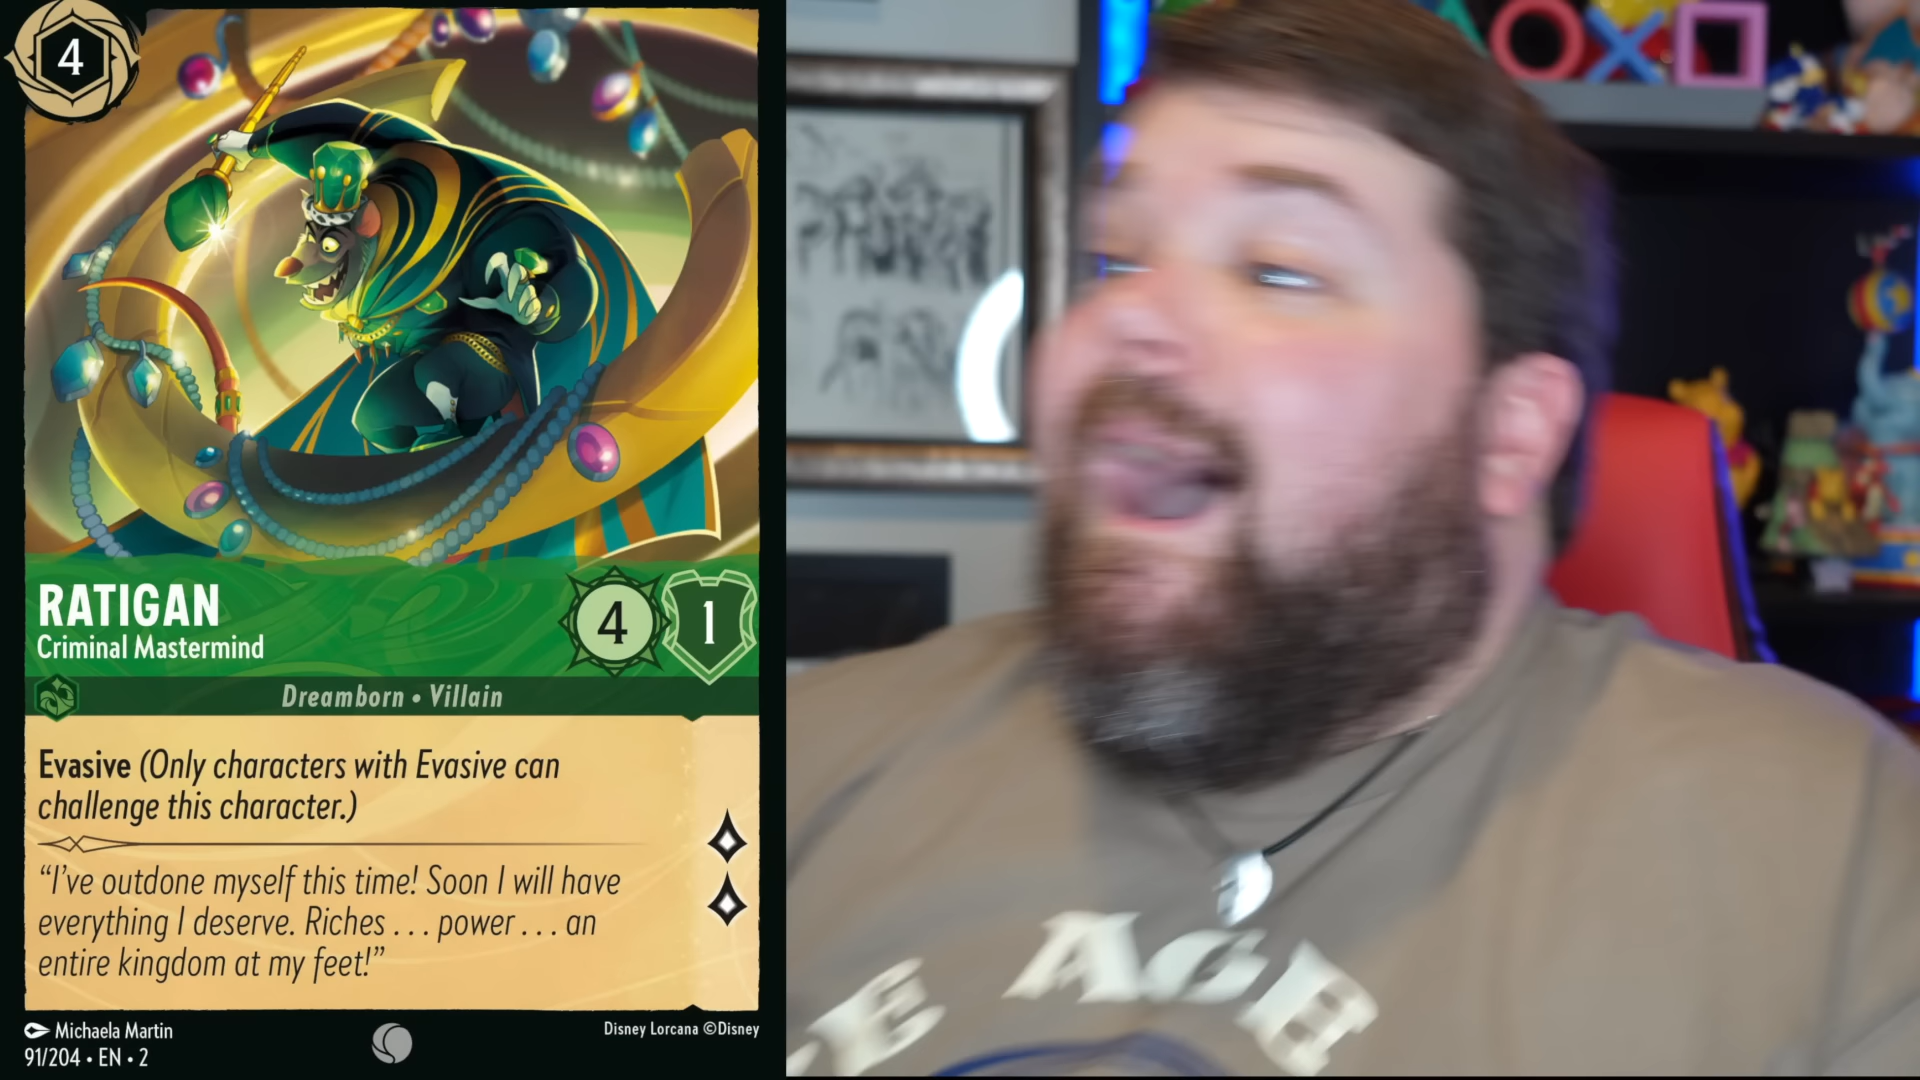 4
RATIGAN
Criminal Mastermind
4
1
Dreamborn • Villain
Evasive (Only characters with Evasive can
challenge this character.)
“I’ve outdone myself this time! Soon I will have
everything I deserve. Riches . . . power . . . an
entire kingdom at my feet!”
Michaela Martin
Disney Lorcana ©Disney
91/204 • EN • 2
AGE